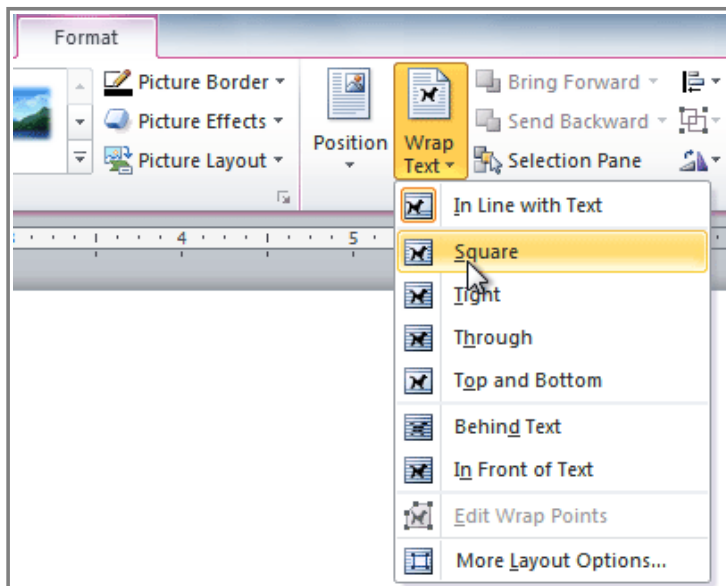 Format
Picture Border
Picture Effects
Picture Layout
Position
Wrap
Text
Bring Forward
Send Backward
Selection Pane
4 5
In Line with Text
Square
Tight
Through
Top and Bottom
Behind Text
In Front of Text
Edit Wrap Points
More Layout Options...